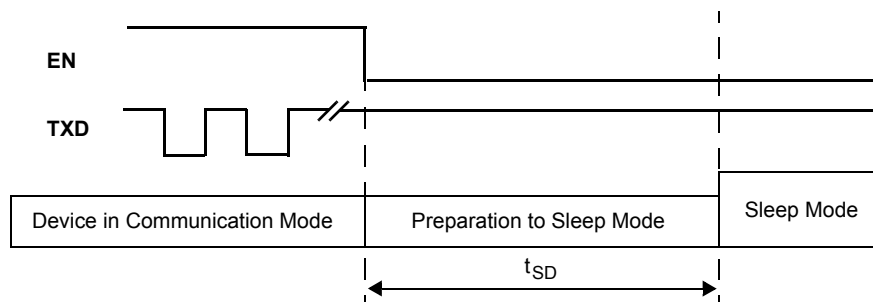 EN
TXD
Device in Communication Mode
Preparation to Sleep Mode
Sleep Mode
tSD